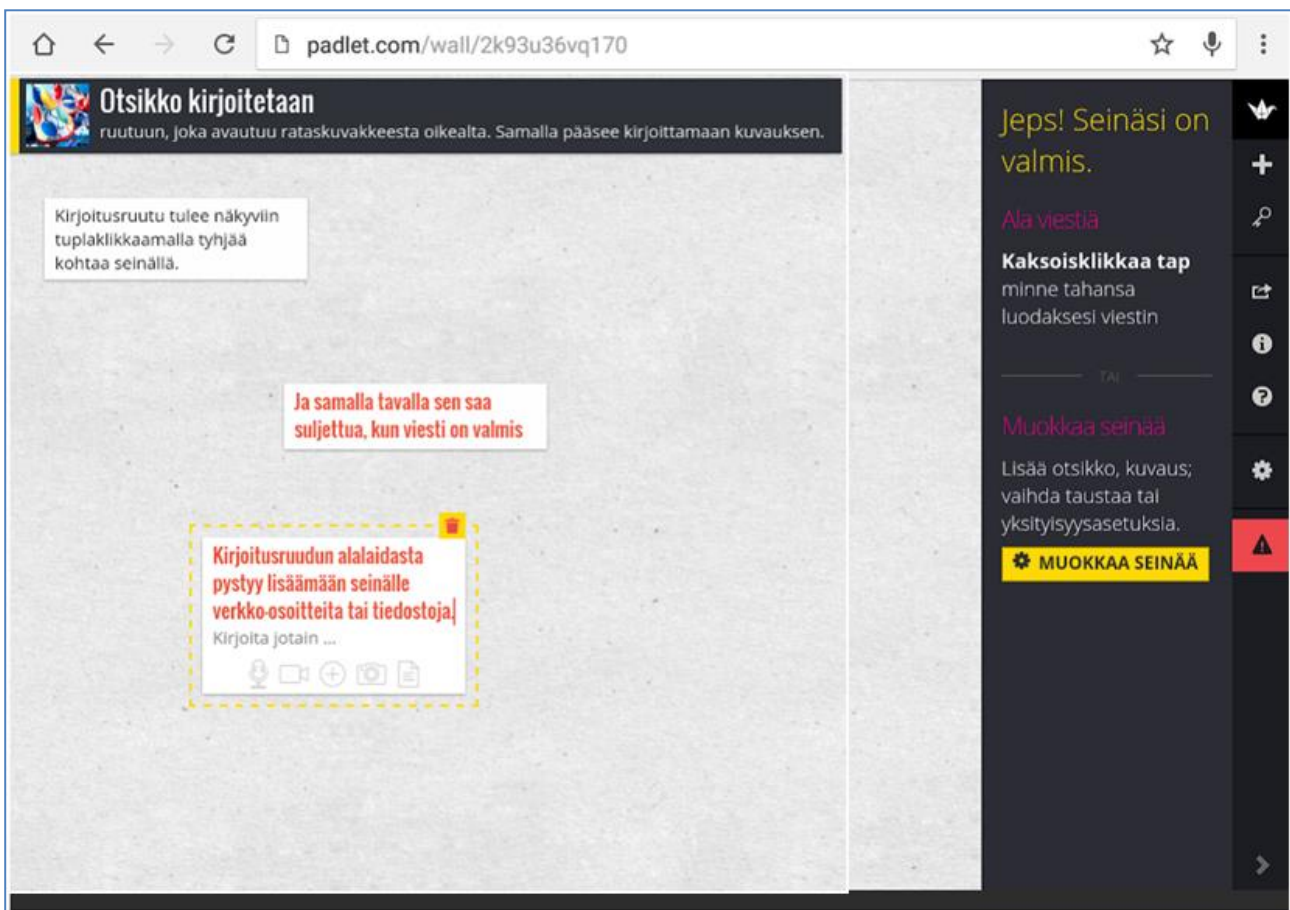 padlet.com/wall/2k93u36vq170
Otsikko kirjoitetaan
ruutuun, joka avautuu rataskuvakkeesta oikealta. Samalla pääsee kirjoittamaan kuvauksen.
Kirjoitusruutu tulee näkyviin
tuplaklikkaamalla tyhjää
kohtaa seinällä.
Ja samalla tavalla sen saa
suljettua, kun viesti on valmis
Kirjoitusruudun alalaidasta
pystyy lisäämään seinälle
verkko-osoitteita tai tiedostoja.
Kirjoita jotain ...
Jeps! Seinäsi on
valmis.
Ala viestiä
Kaksoisklikkaa tap
minne tahansa
luodaksesi viestin
TAI
Muokkaa seinää
Lisää otsikko, kuvaus;
vaihda taustaa tai
yksityisyysasetuksia.
MUOKKAA SEINÄÄ